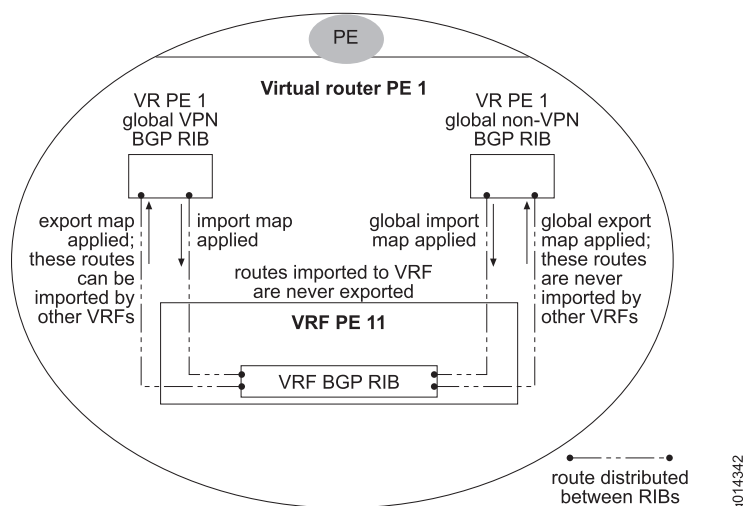 PE
Virtual router PE 1
VR PE 1
global VPN
BGP RIB
VR PE 1
global non-VPN
BGP RIB
export map
applied;
these routes
can be
imported by
other VRFs
import map
applied
global import
map applied
global export
map applied;
these routes
are never
imported by
other VRFs
routes imported to VRF
are never exported
VRF PE 11
VRF BGP RIB
route distributed
between RIBs
g014342